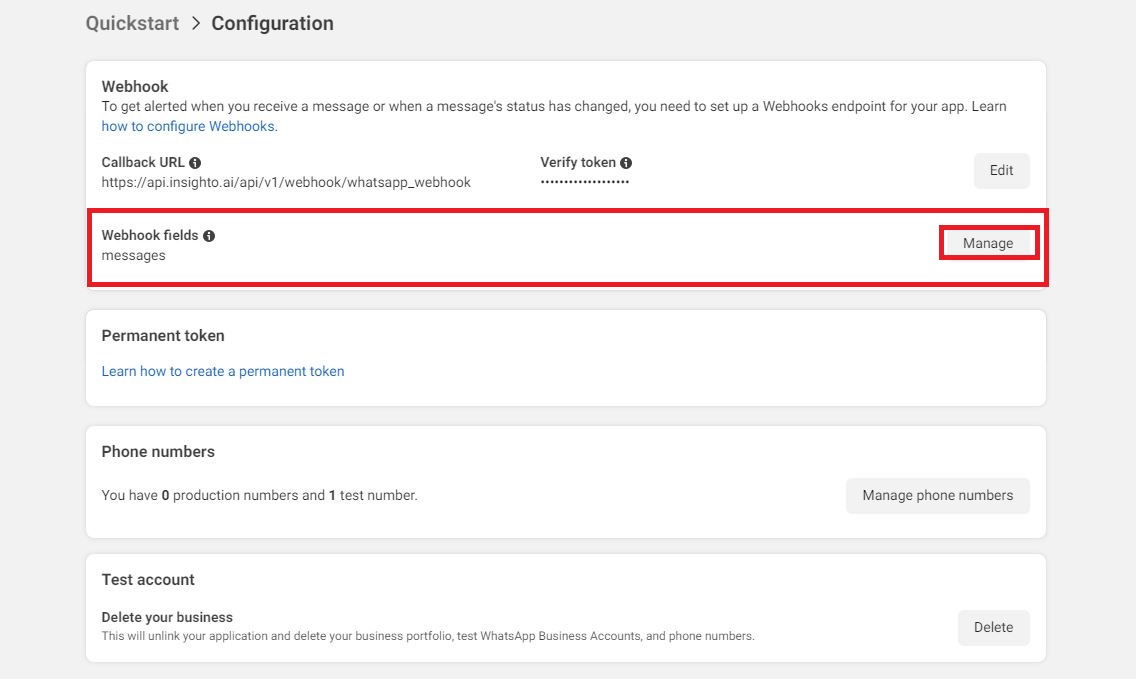 Quickstart > Configuration
Webhook
To get alerted when you receive a message or when a message's status has changed, you need to set up a Webhooks endpoint for your app. Learn
how to configure Webhooks.
Callback URL Verify token
https://api.insighto.ai/api/v1/webhook/whatsapp_webhook •••••••••••••••••••
Edit
Webhook fields
messages
Manage
Permanent token
Learn how to create a permanent token
Phone numbers
You have 0 production numbers and 1 test number.
Manage phone numbers
Test account
Delete your business
This will unlink your application and delete your business portfolio, test WhatsApp Business Accounts, and phone numbers.
Delete